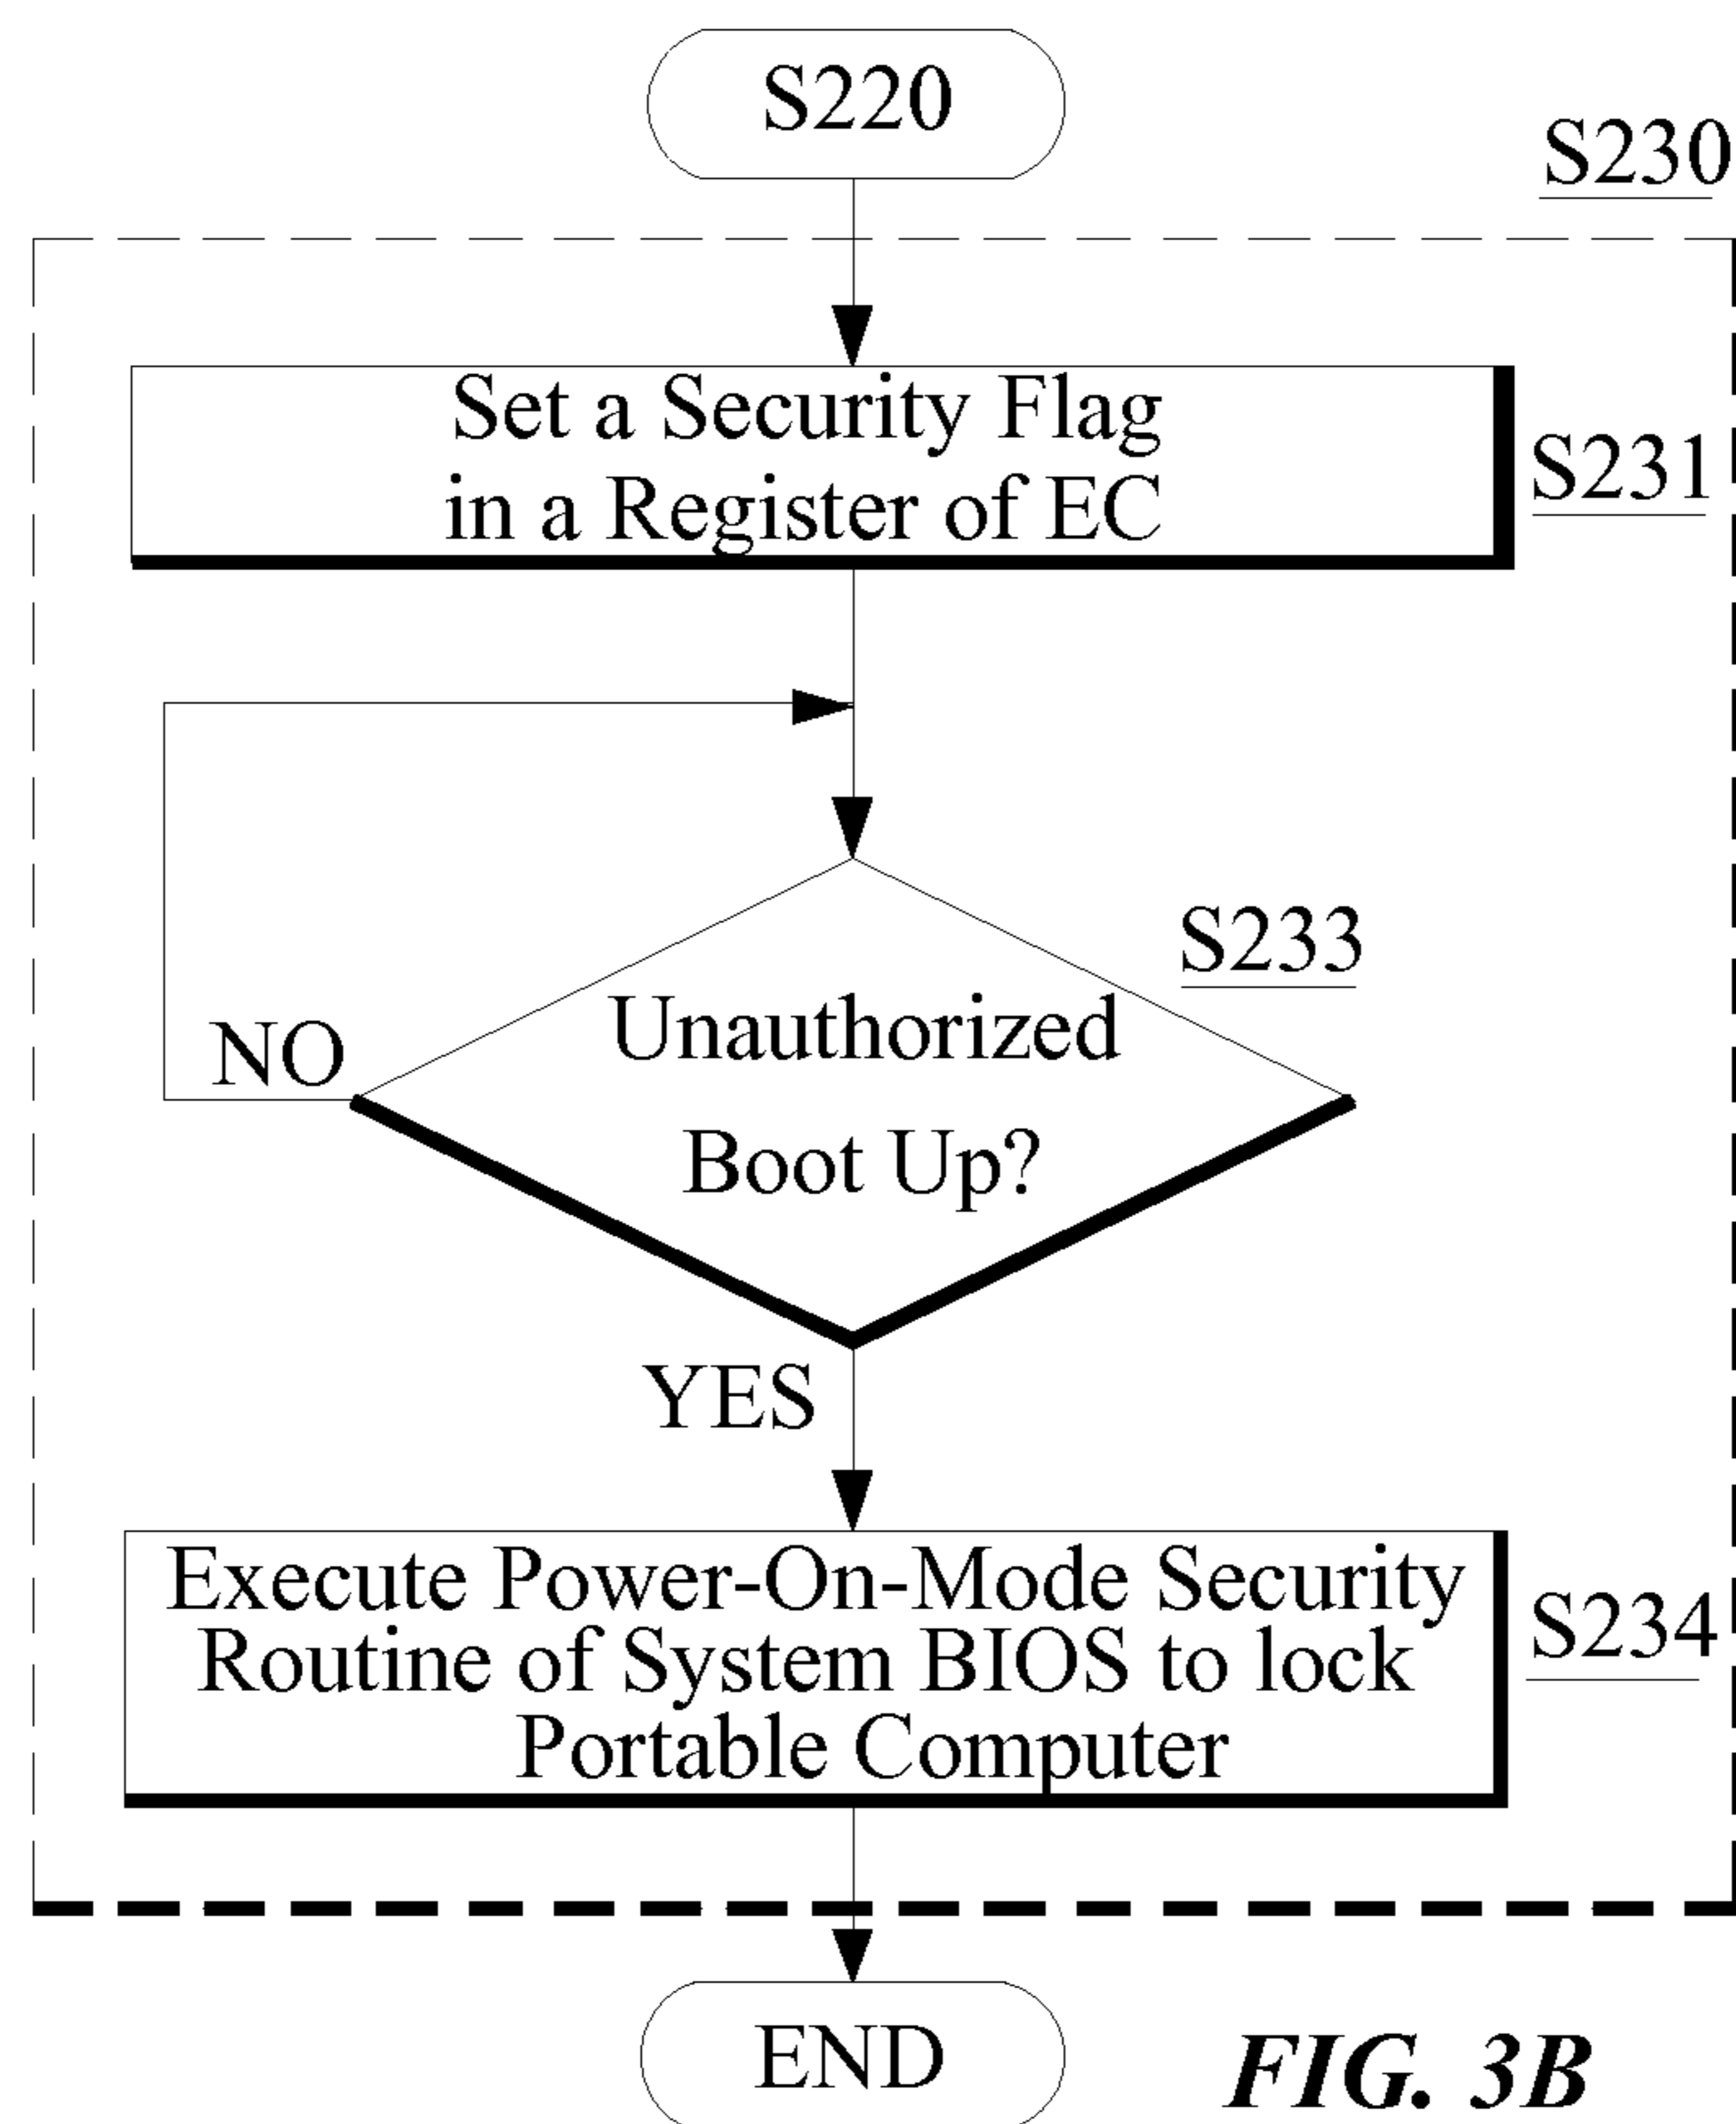 S220
S230
Set a Security Flag
in a Register of EC
S231
S233
Unauthorized
Boot Up?
NO
YES
Execute Power-On-Mode Security
Routine of System BIOS to lock
Portable Computer
S234
END
FIG. 3B